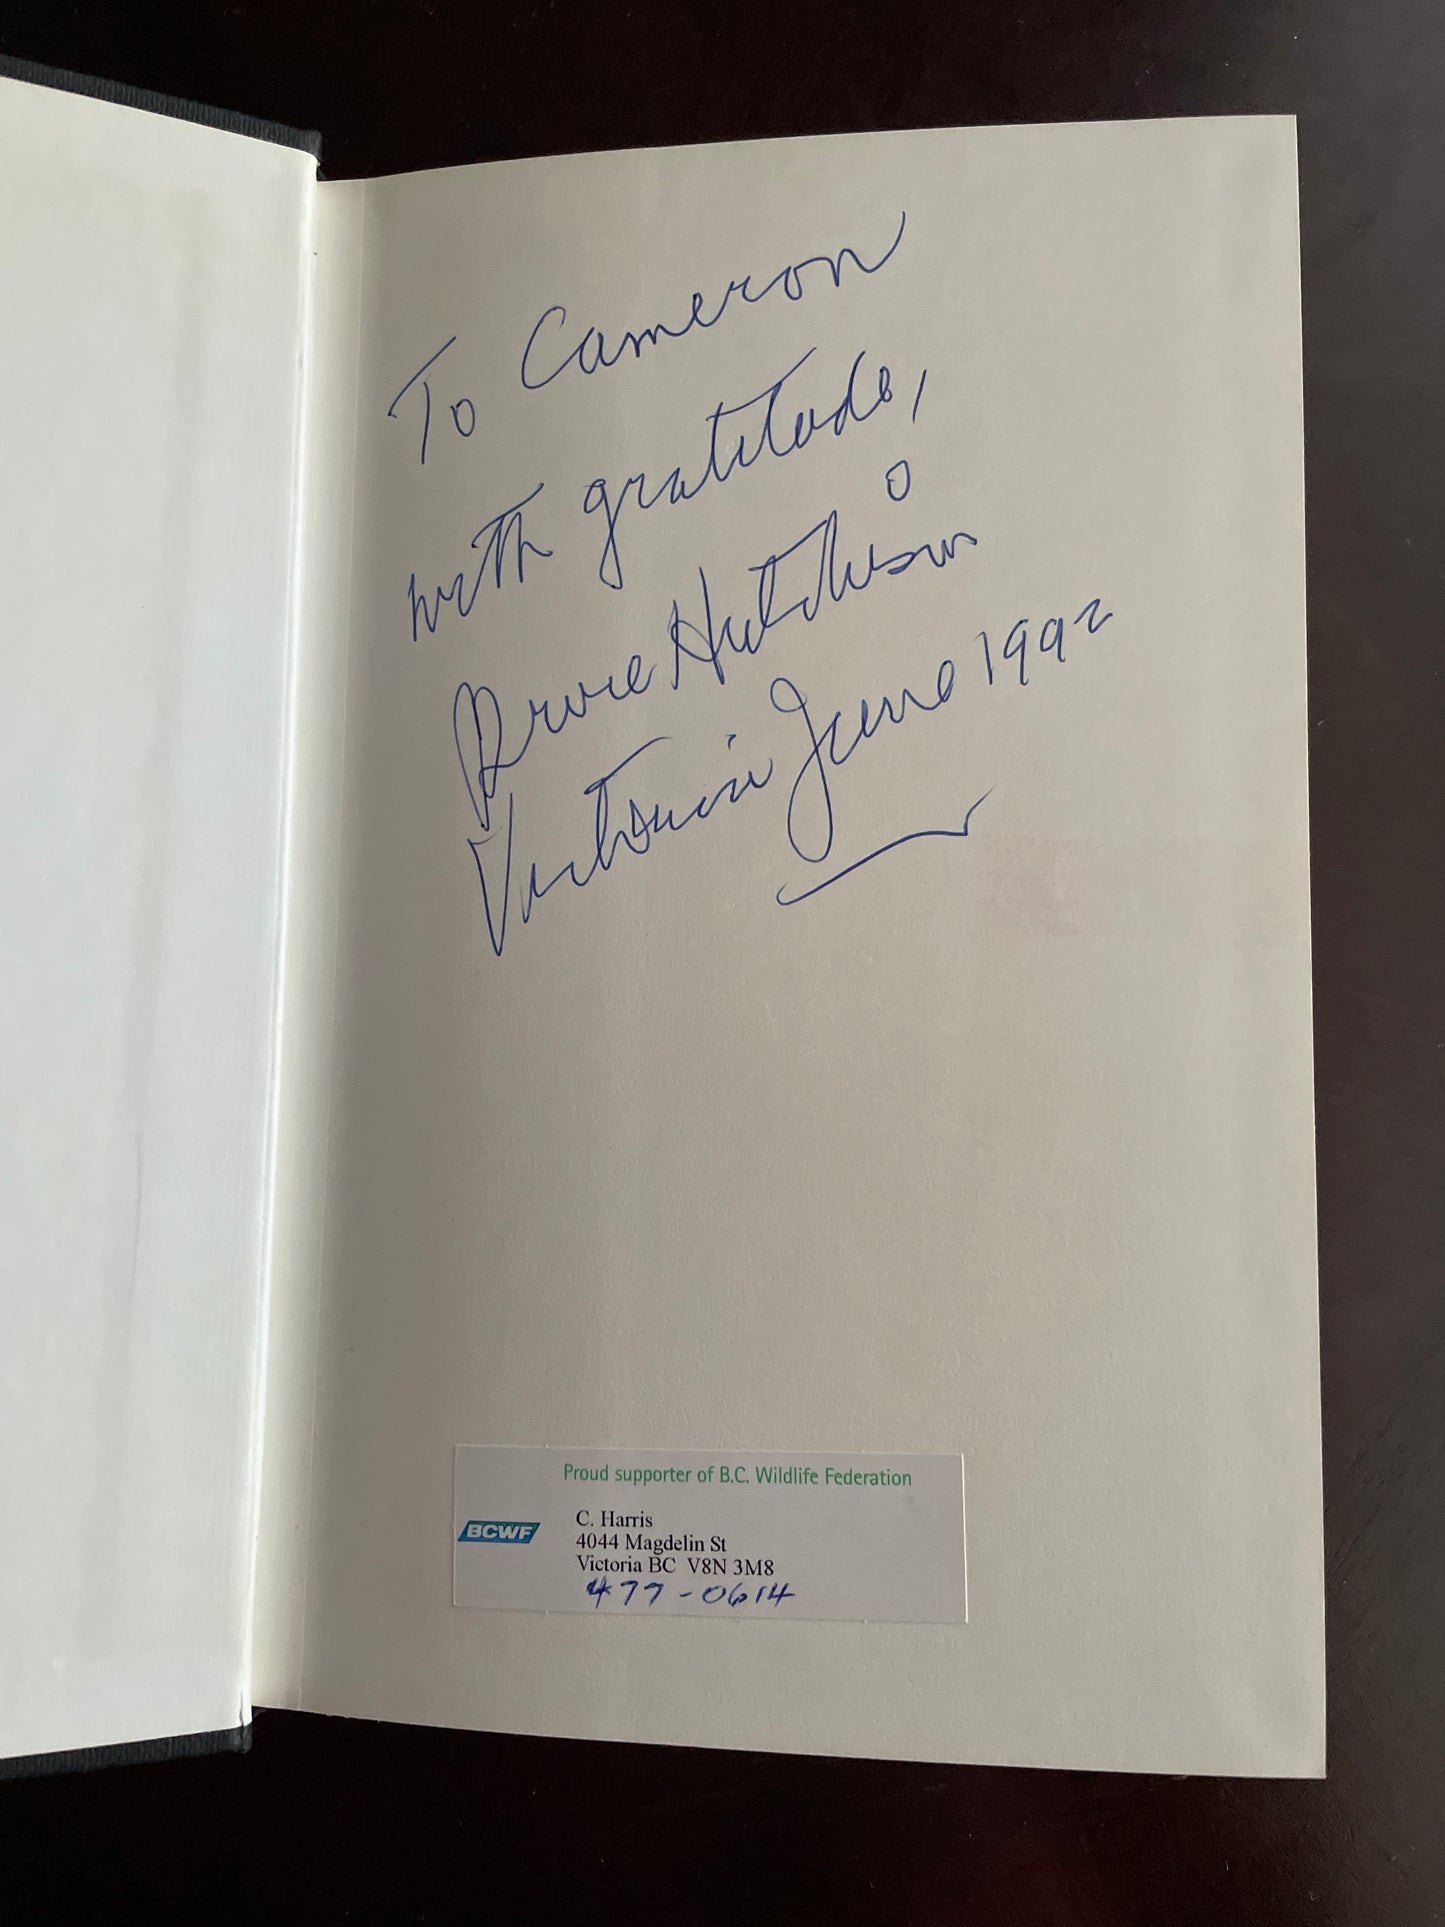 To Cameron
with gratitude,
Bruce Hutchison
Victoria June 1992
Proud supporter of B.C. Wildlife Federation
BCWF
C. Harris
4044 Magdelin St
Victoria BC V8N 3M8
477-0614